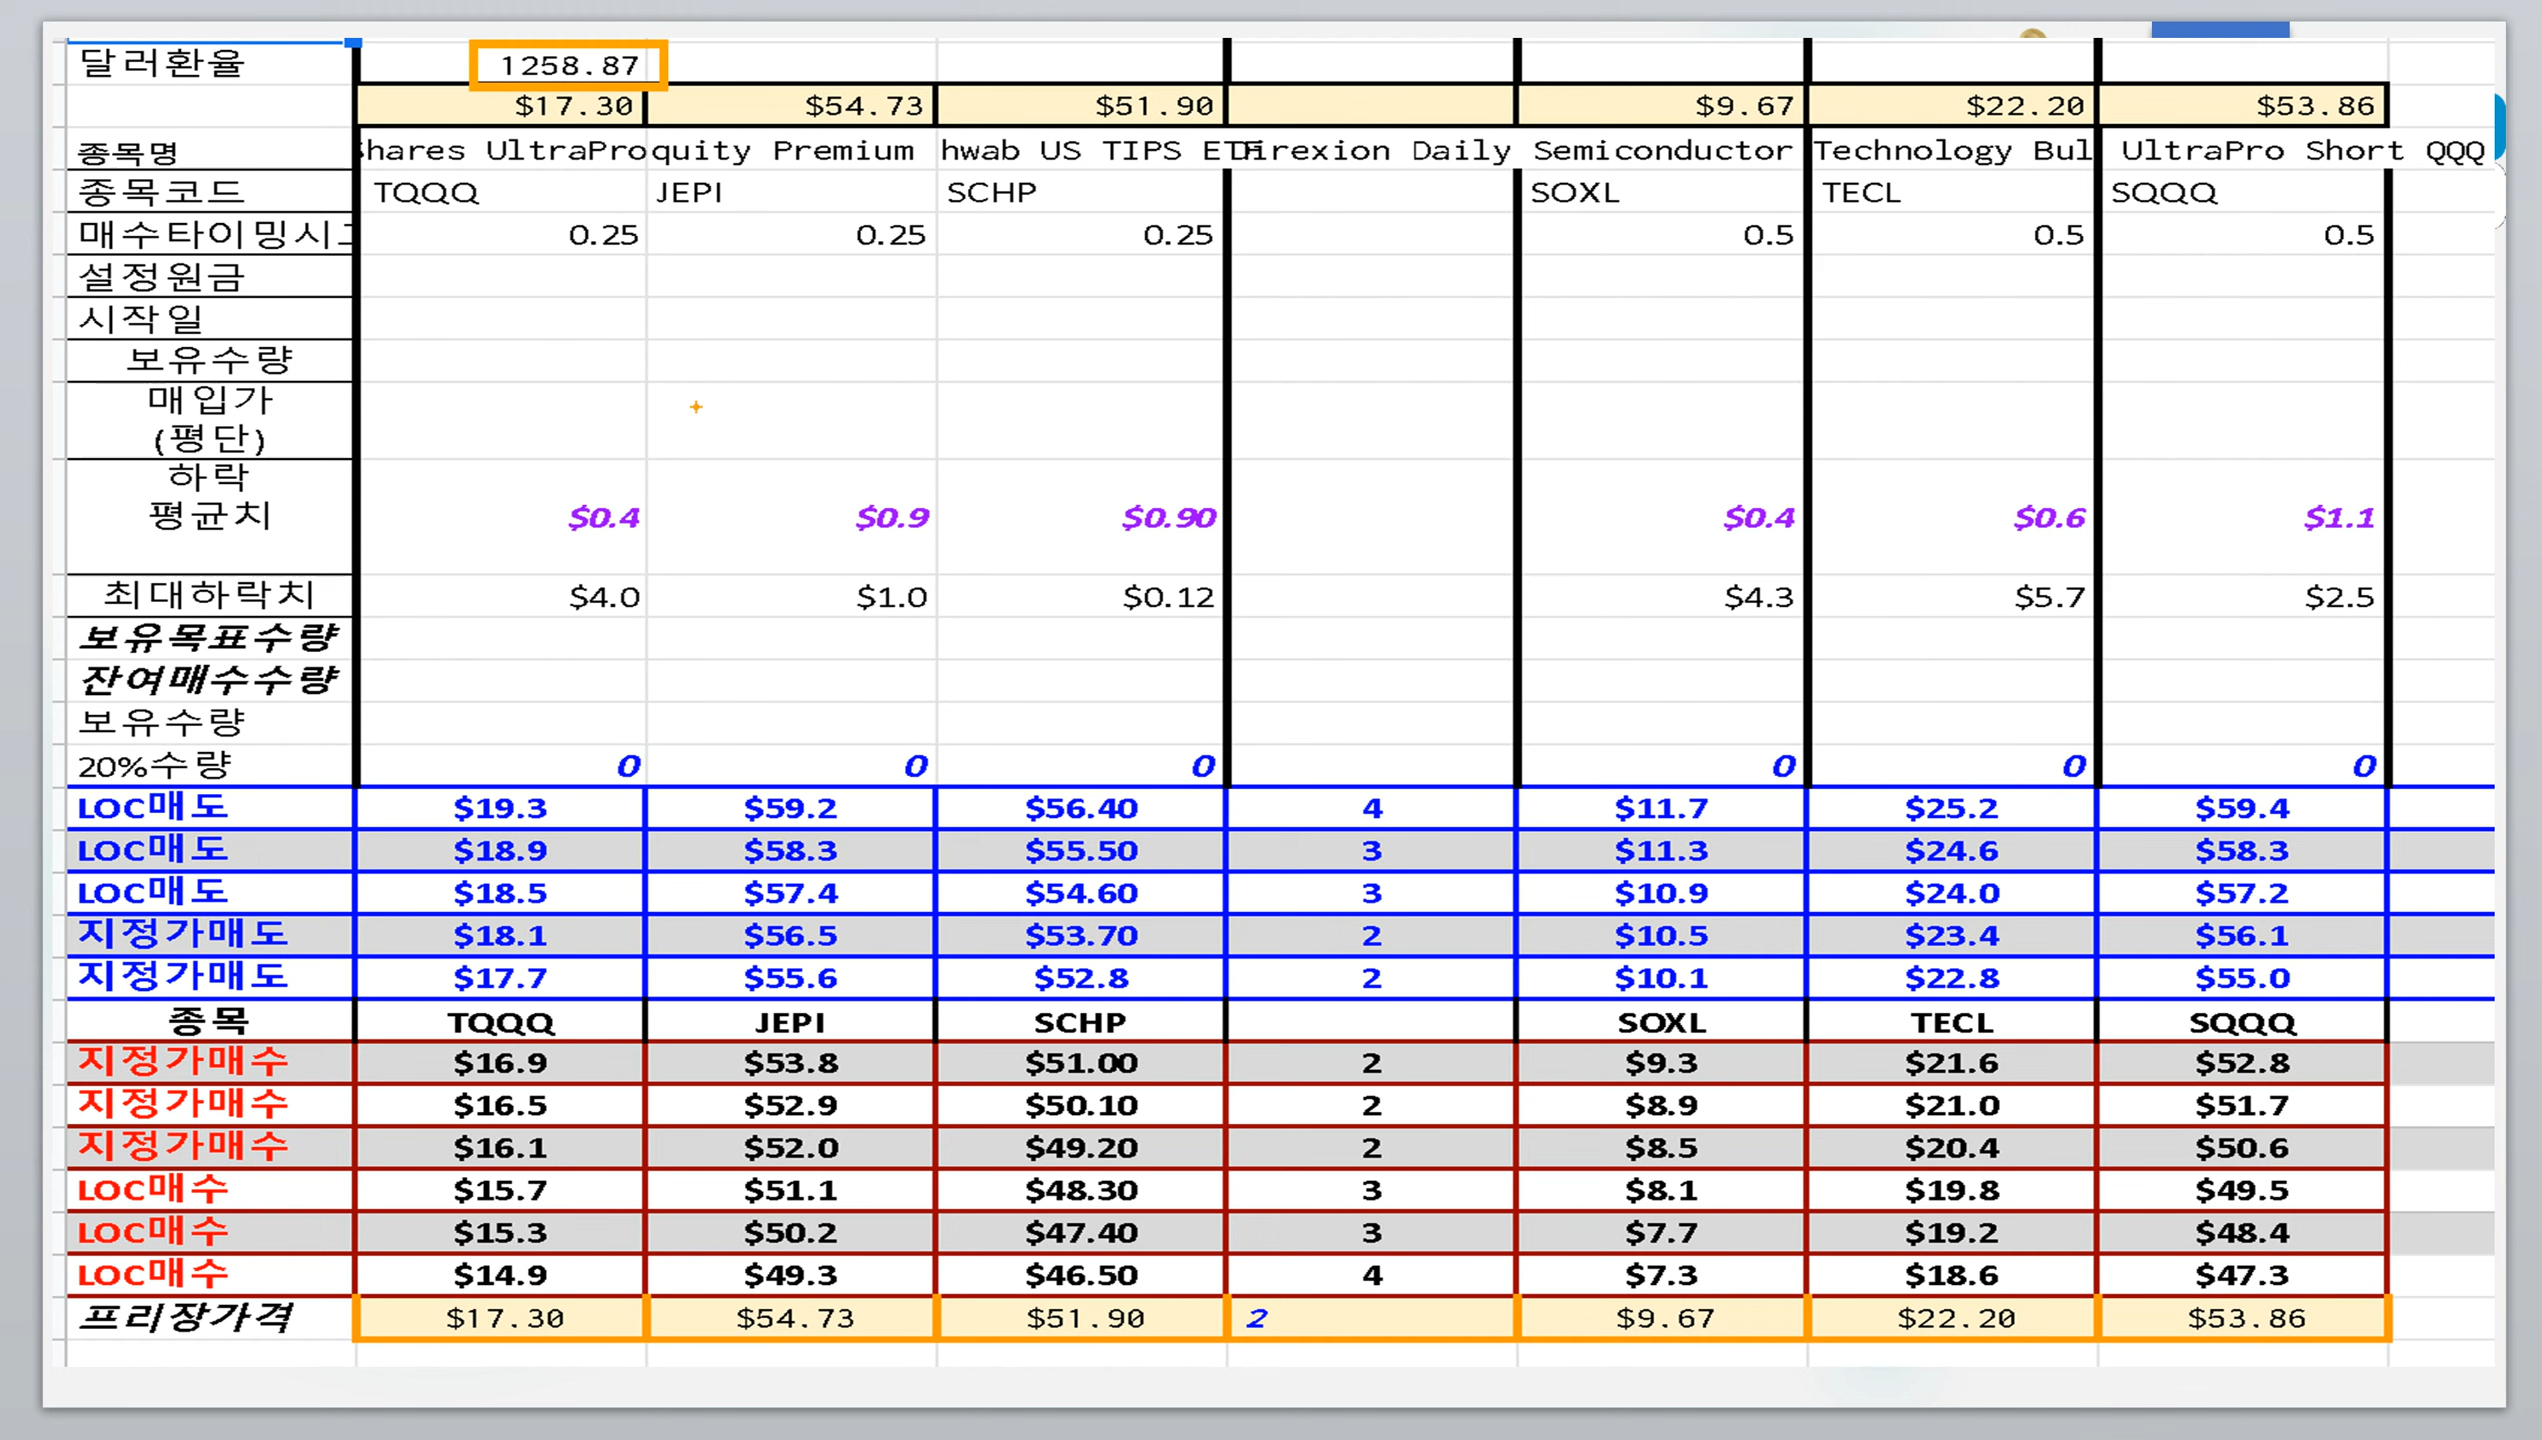 달러환율 1258.87
$17.30 $54.73 $51.90 $9.67 $22.20 $53.86
종목명 Shares UltraPro quity Premium hwab US TIPS ETF Direxion Daily Semiconductor Technology Bul UltraPro Short QQQ
종목코드 TQQQ JEPI SCHP SOXL TECL SQQQ
매수타이밍시그 0.25 0.25 0.25 0.5 0.5 0.5
설정원금
시작일
보유수량
매입가
(평단)
하락
평균치 $0.4 $0.9 $0.90 $0.4 $0.6 $1.1
최대하락치 $4.0 $1.0 $0.12 $4.3 $5.7 $2.5
보유목표수량
잔여매수수량
보유수량
20%수량 0 0 0 0 0 0
LOC매도 $19.3 $59.2 $56.40 4 $11.7 $25.2 $59.4
LOC매도 $18.9 $58.3 $55.50 3 $11.3 $24.6 $58.3
LOC매도 $18.5 $57.4 $54.60 3 $10.9 $24.0 $57.2
지정가매도 $18.1 $56.5 $53.70 2 $10.5 $23.4 $56.1
지정가매도 $17.7 $55.6 $52.8 2 $10.1 $22.8 $55.0
종목 TQQQ JEPI SCHP SOXL TECL SQQQ
지정가매수 $16.9 $53.8 $51.00 2 $9.3 $21.6 $52.8
지정가매수 $16.5 $52.9 $50.10 2 $8.9 $21.0 $51.7
지정가매수 $16.1 $52.0 $49.20 2 $8.5 $20.4 $50.6
LOC매수 $15.7 $51.1 $48.30 3 $8.1 $19.8 $49.5
LOC매수 $15.3 $50.2 $47.40 3 $7.7 $19.2 $48.4
LOC매수 $14.9 $49.3 $46.50 4 $7.3 $18.6 $47.3
프리장가격 $17.30 $54.73 $51.90 2 $9.67 $22.20 $53.86